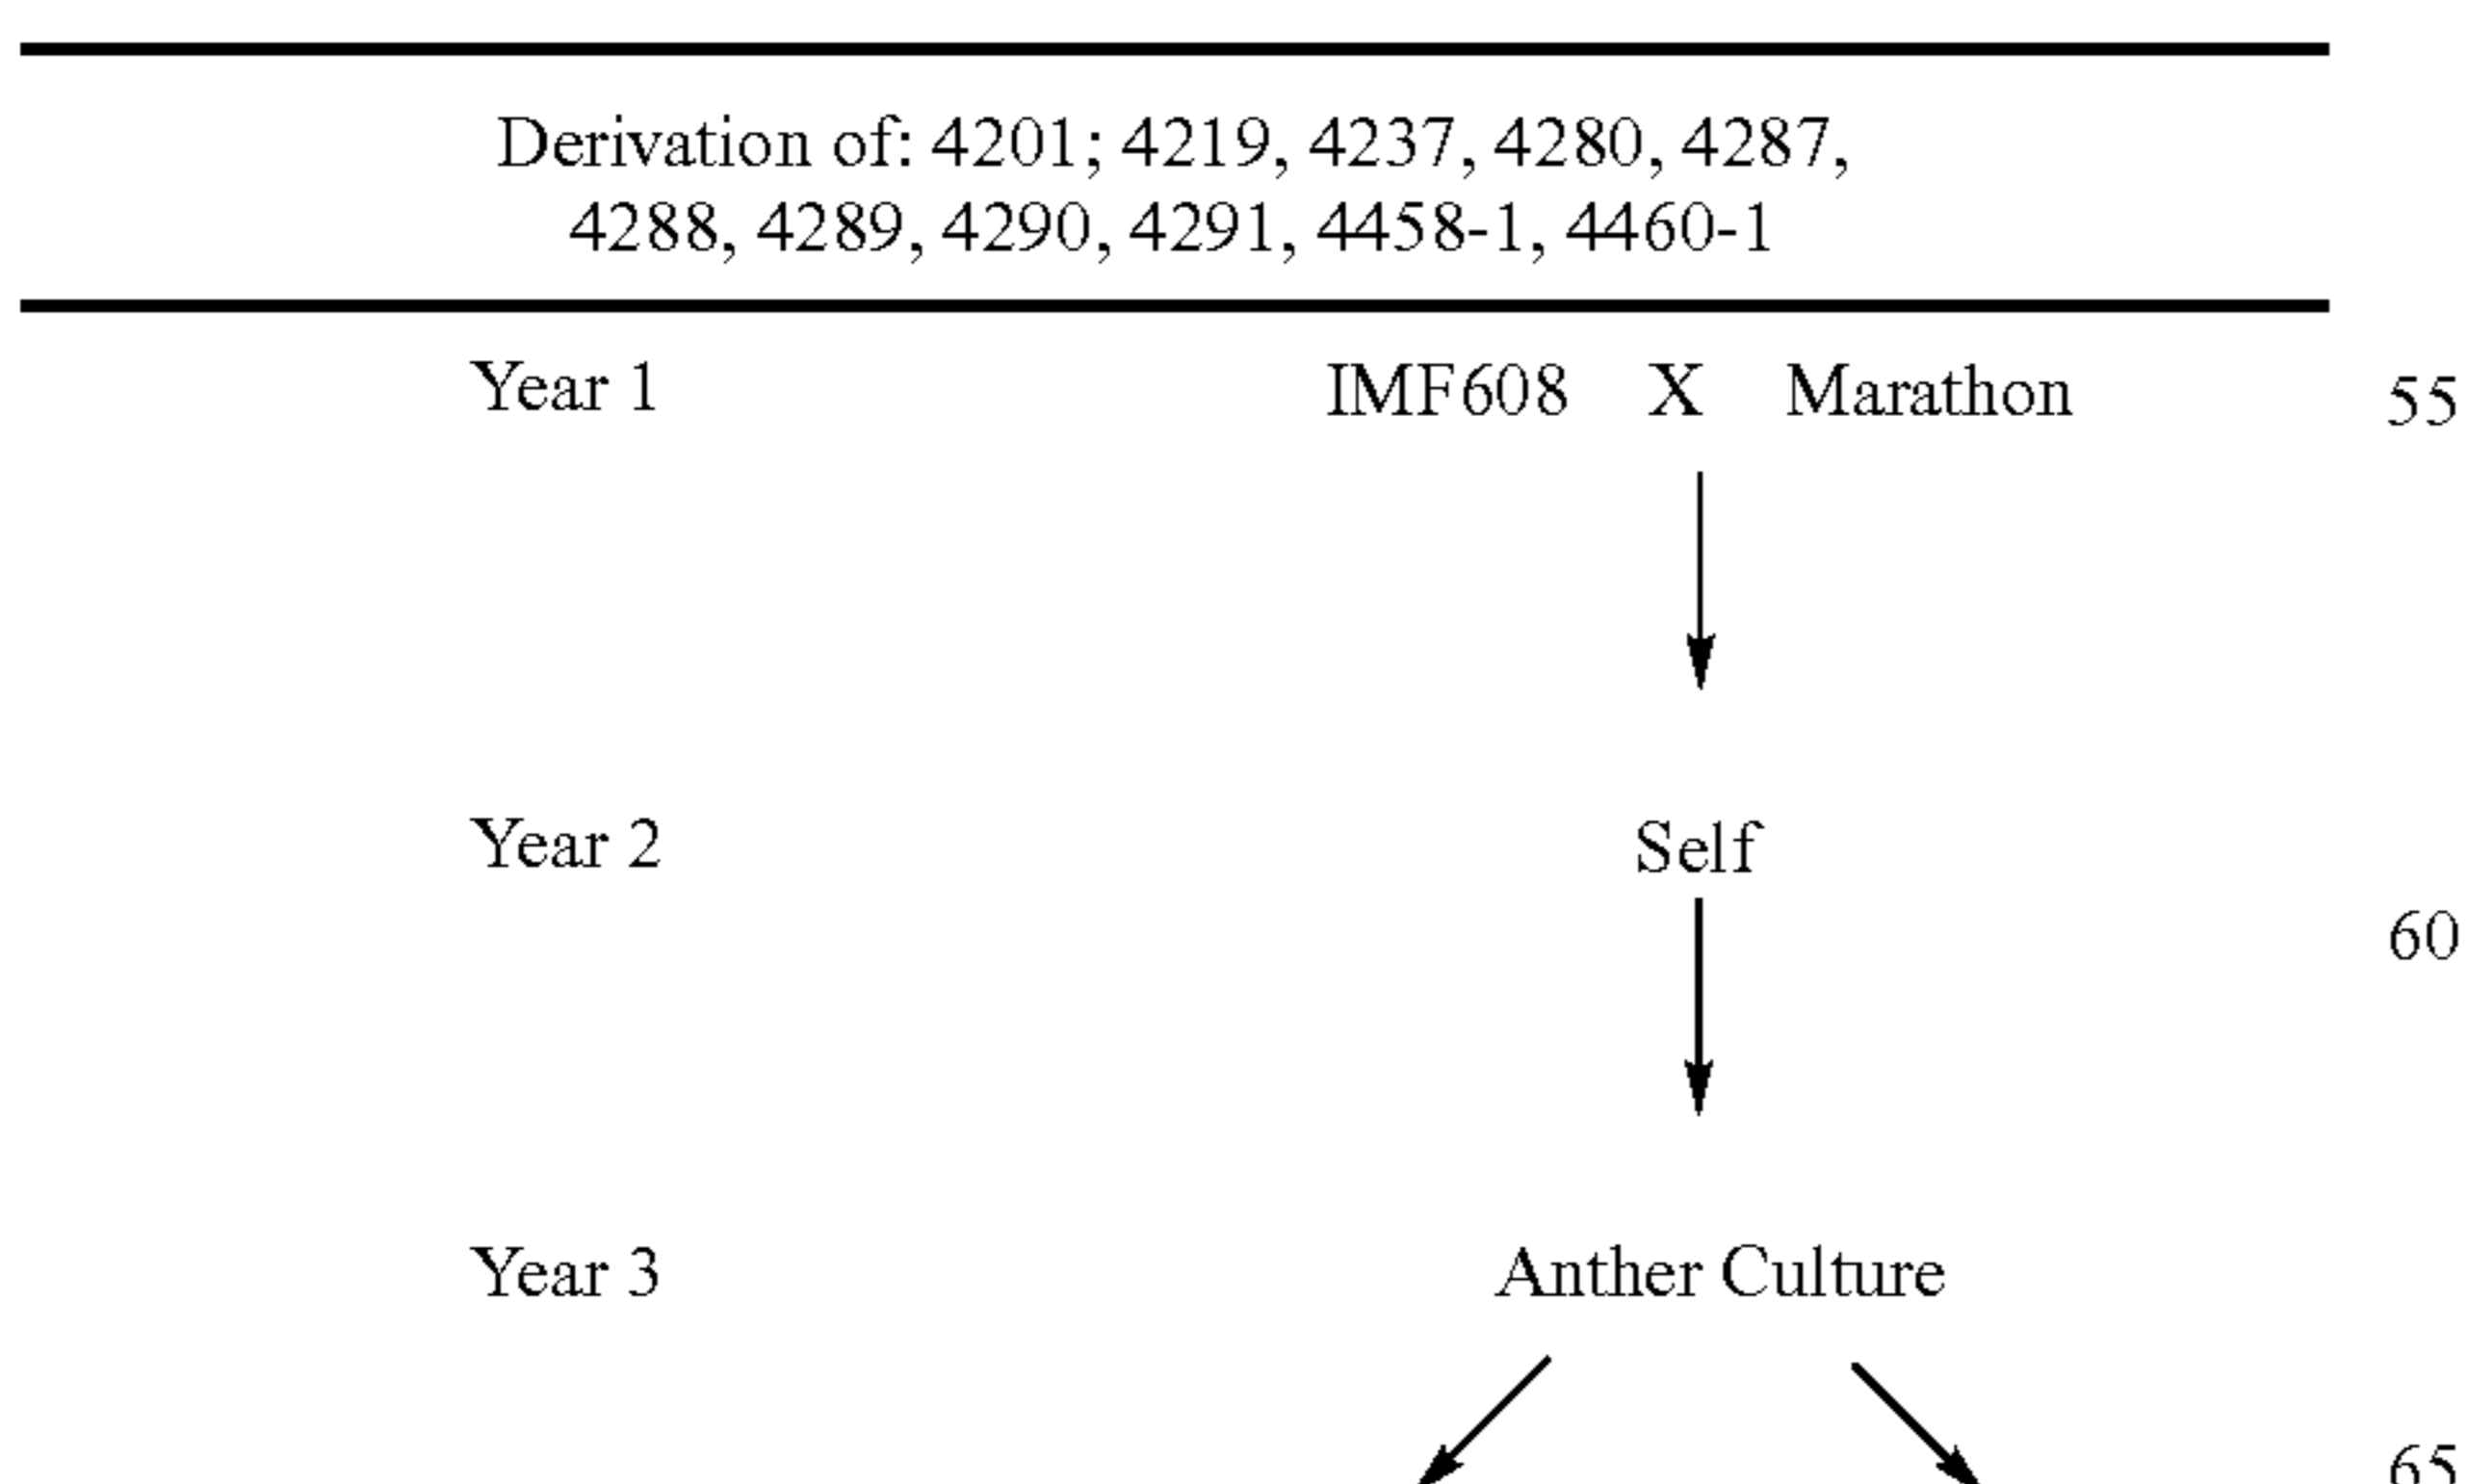 Derivation of: 4201; 4219, 4237, 4280, 4287,
4288, 4289, 4290, 4291, 4458-1, 4460-1
Year 1 IMF608 X Marathon 55
Year 2 Self
60
Year 3 Anther Culture
65